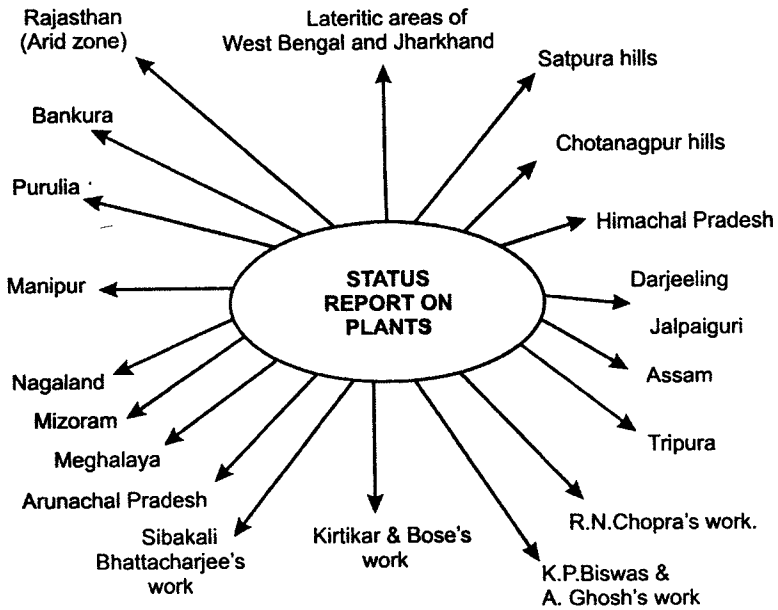 Rajasthan
(Arid zone)
Lateritic areas of
West Bengal and Jharkhand
Satpura hills
Bankura
Chotanagpur hills
Purulia
Himachal Pradesh
STATUS
REPORT ON
PLANTS
Manipur
Darjeeling
Jalpaiguri
Nagaland
Assam
Mizoram
Tripura
Meghalaya
Arunachal Pradesh
Sibakali
Bhattacharjee's
work
Kirtikar & Bose's
work
R.N.Chopra's work.
K.P.Biswas &
A. Ghosh's work